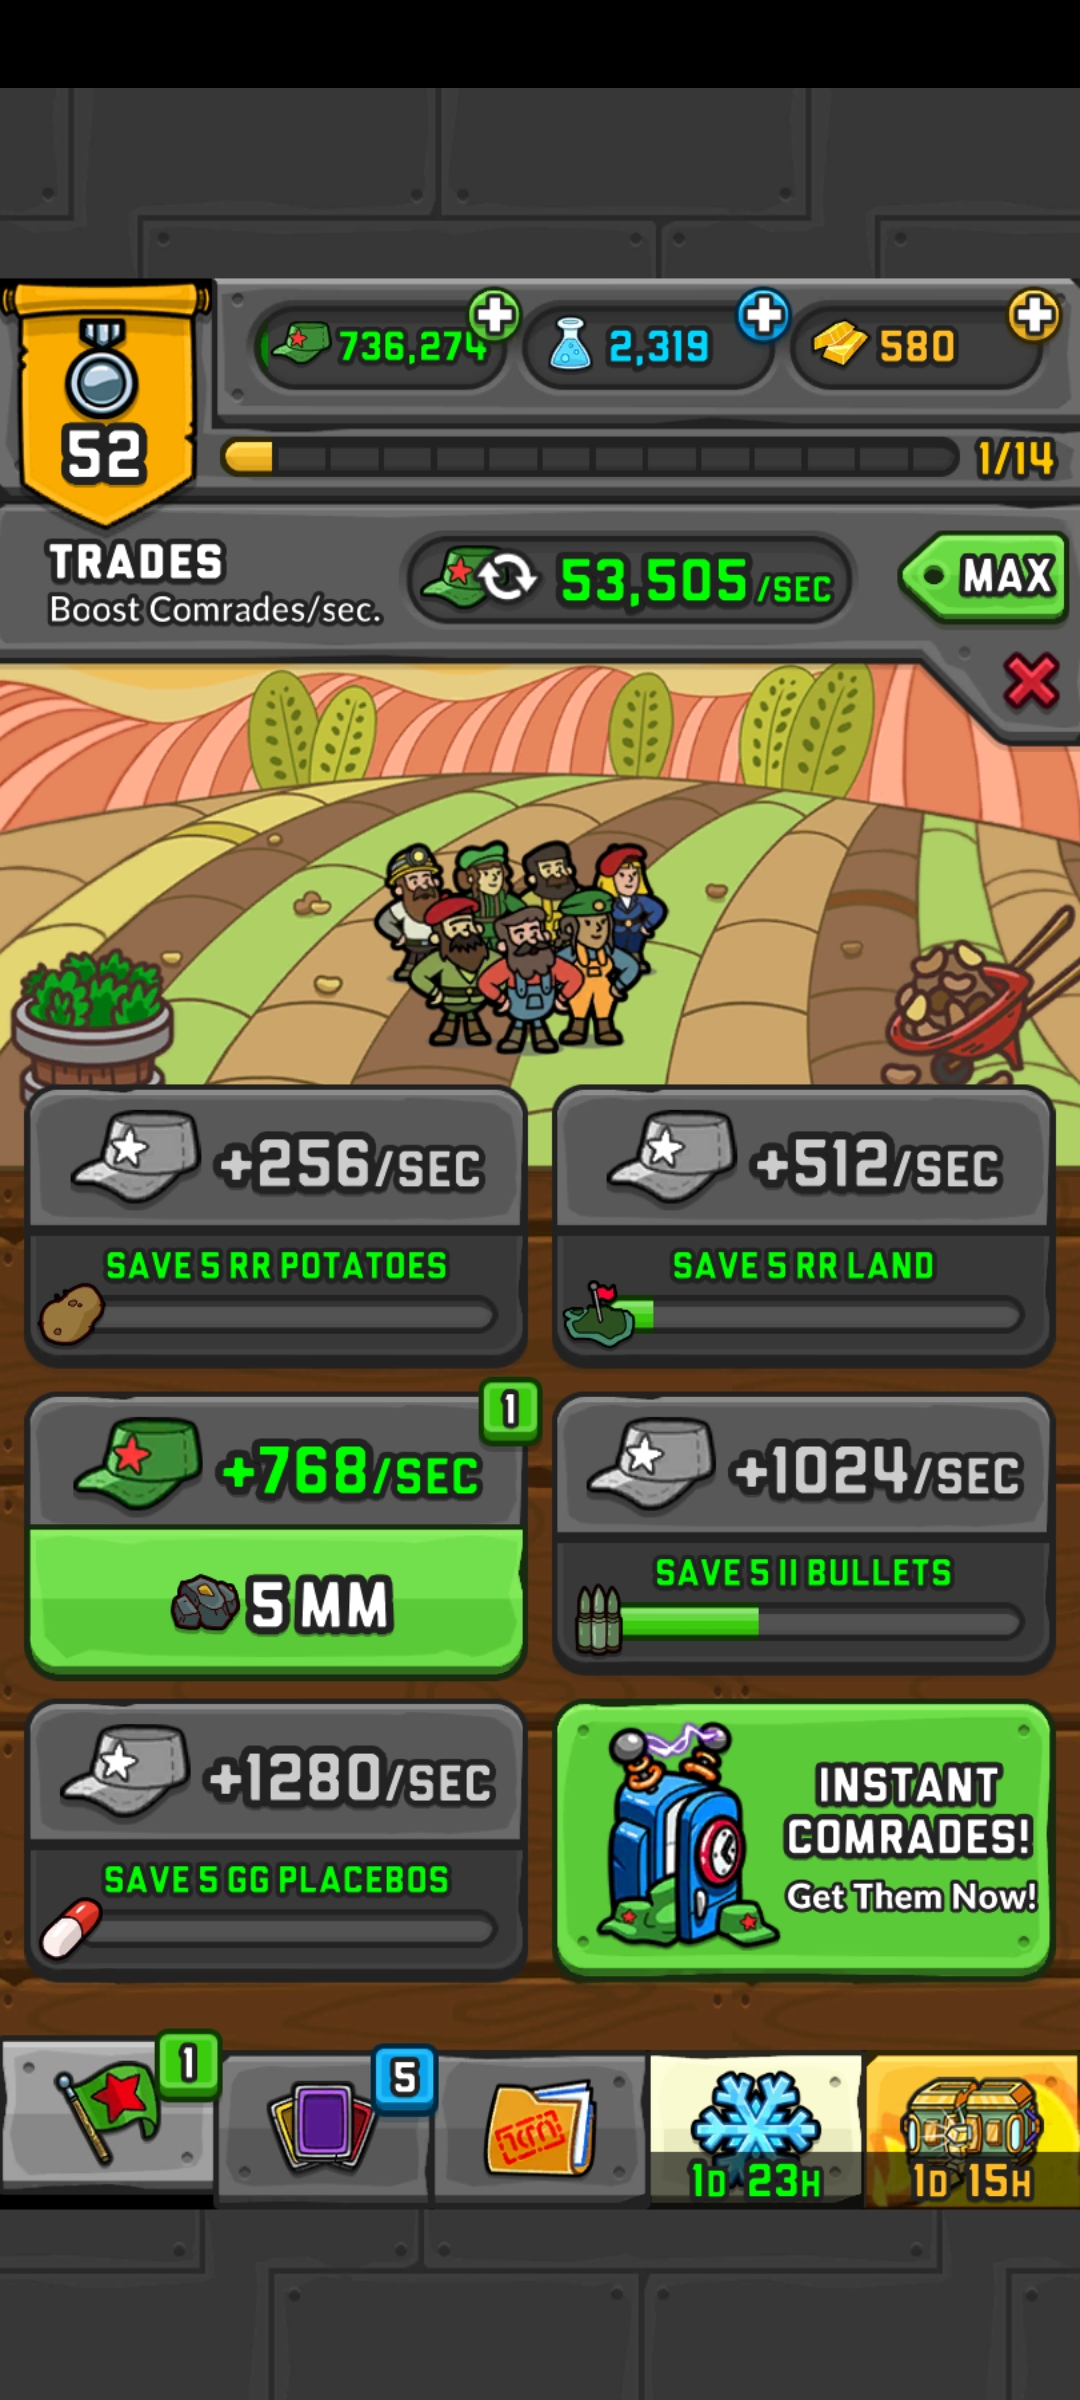 736,274
2,319
580
52
1/14
TRADES
Boost Comrades/sec.
53,505/SEC
MAX
+256/SEC
SAVE 5 RR POTATOES
+512/SEC
SAVE 5 RR LAND
1
+768/SEC
5 MM
+1024/SEC
SAVE 5 II BULLETS
+1280/SEC
SAVE 5 GG PLACEBOS
INSTANT
COMRADES!
Get Them Now!
1
5
1D 23H
1D 15H